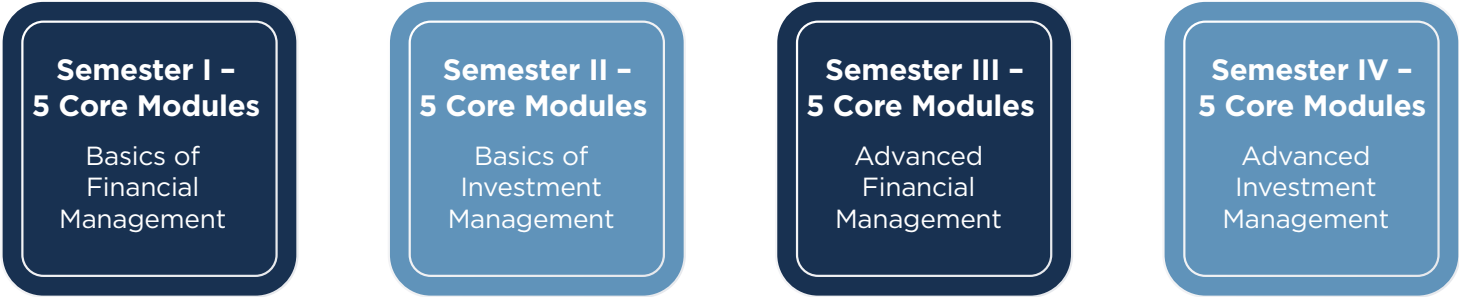 Semester I –
5 Core Modules
Basics of
Financial
Management
Semester II –
5 Core Modules
Basics of
Investment
Management
Semester III –
5 Core Modules
Advanced
Financial
Management
Semester IV –
5 Core Modules
Advanced
Investment
Management